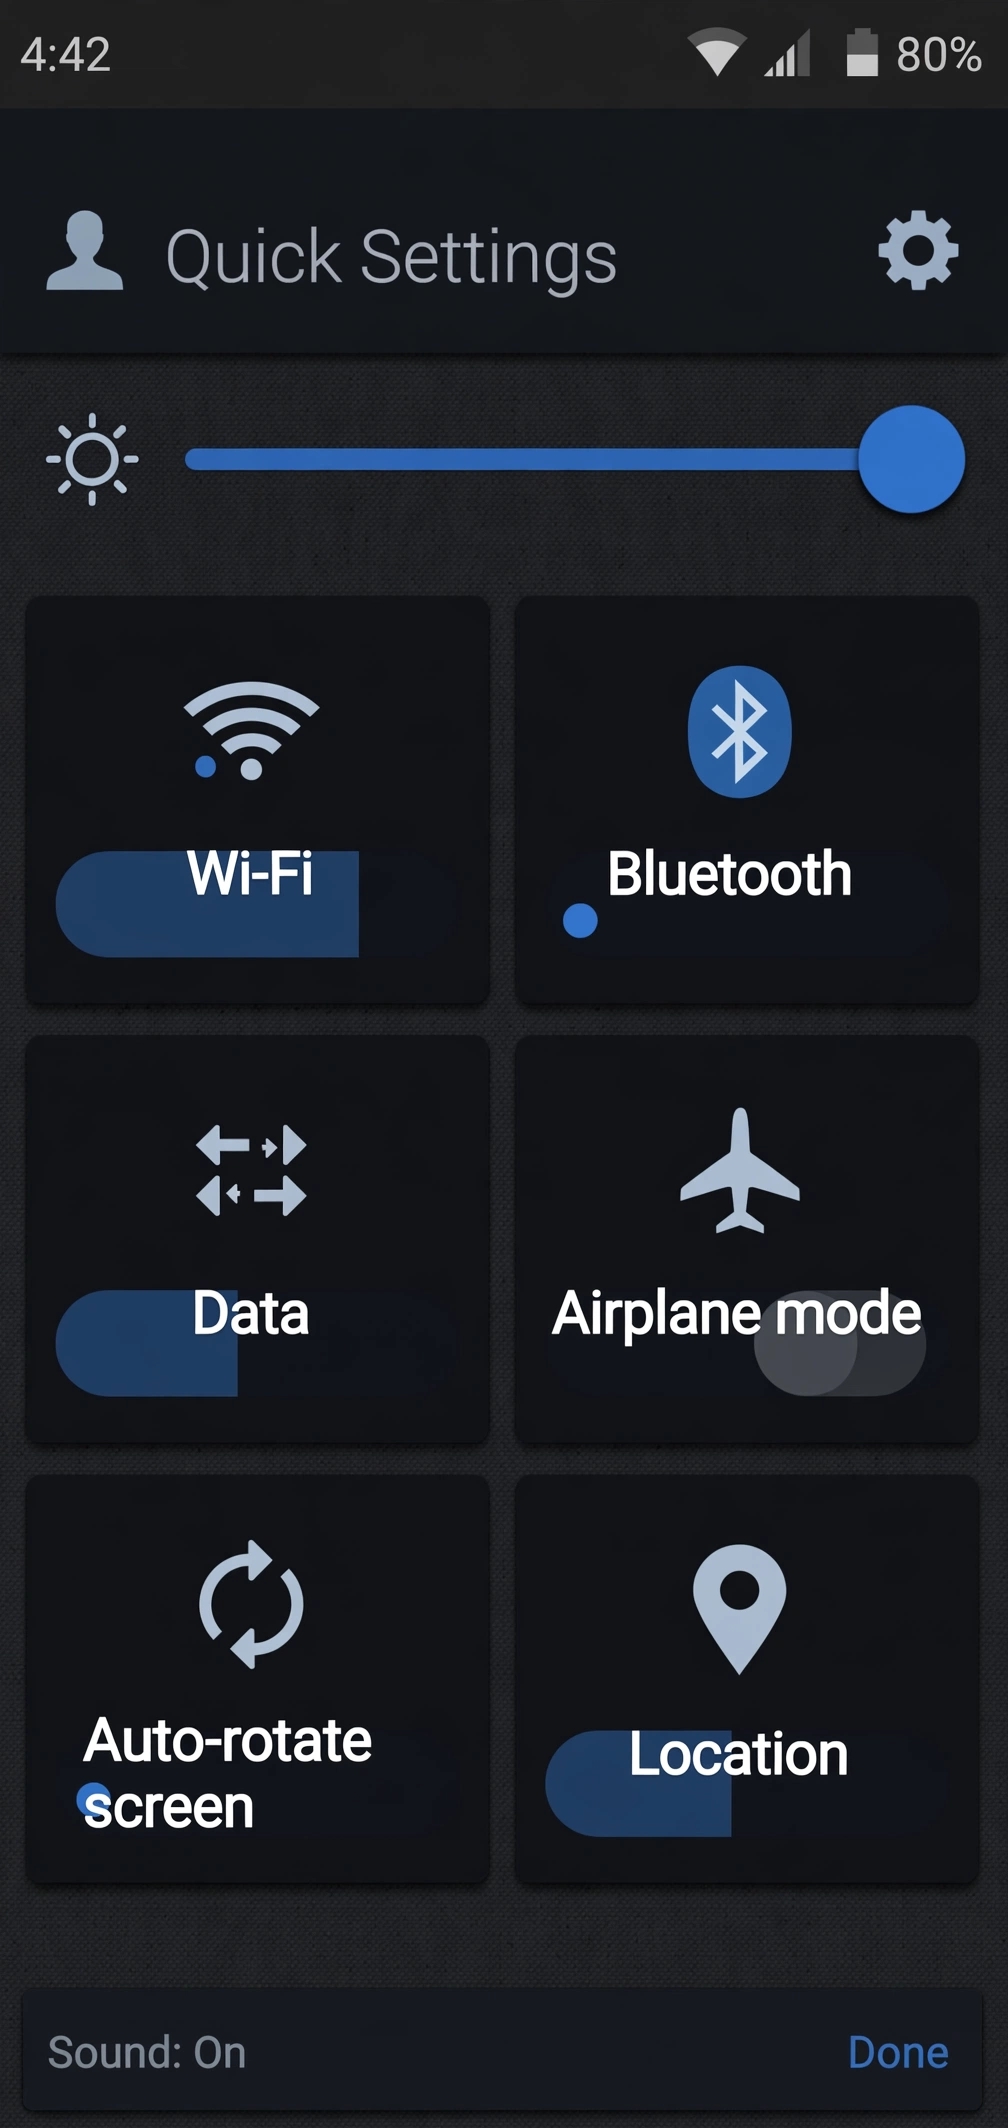 4:42
80%
Quick Settings
Wi-Fi
Bluetooth
Data
Airplane mode
Auto-rotate
screen
Location
Sound: On
Done